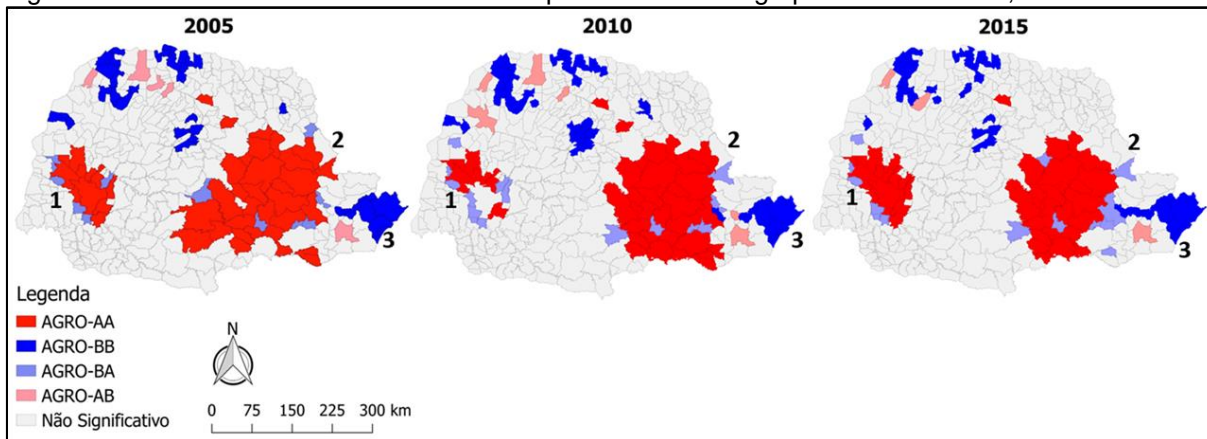 2005 2010 2015
1 2 3 1 2 3 1 2 3
Legenda
AGRO-AA
AGRO-BB
AGRO-BA
AGRO-AB
Não Significativo
N
0 75 150 225 300 km